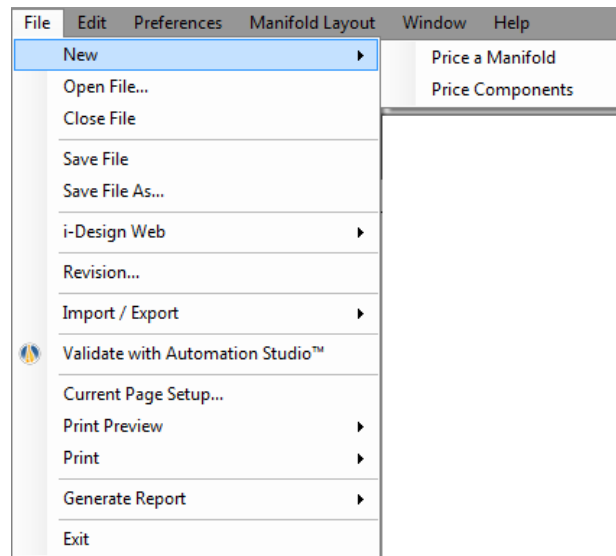 File Edit Preferences Manifold Layout Window Help
New
Price a Manifold
Price Components
Open File...
Close File
Save File
Save File As...
i-Design Web
Revision...
Import / Export
Validate with Automation Studio™
Current Page Setup...
Print Preview
Print
Generate Report
Exit